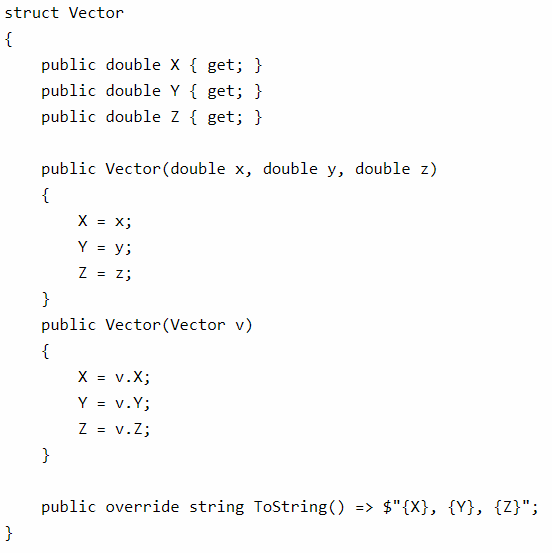 struct Vector
{
    public double X { get; }
    public double Y { get; }
    public double Z { get; }

    public Vector(double x, double y, double z)
    {
        X = x;
        Y = y;
        Z = z;
    }
    public Vector(Vector v)
    {
        X = v.X;
        Y = v.Y;
        Z = v.Z;
    }

    public override string ToString() => $"{X}, {Y}, {Z}";
}